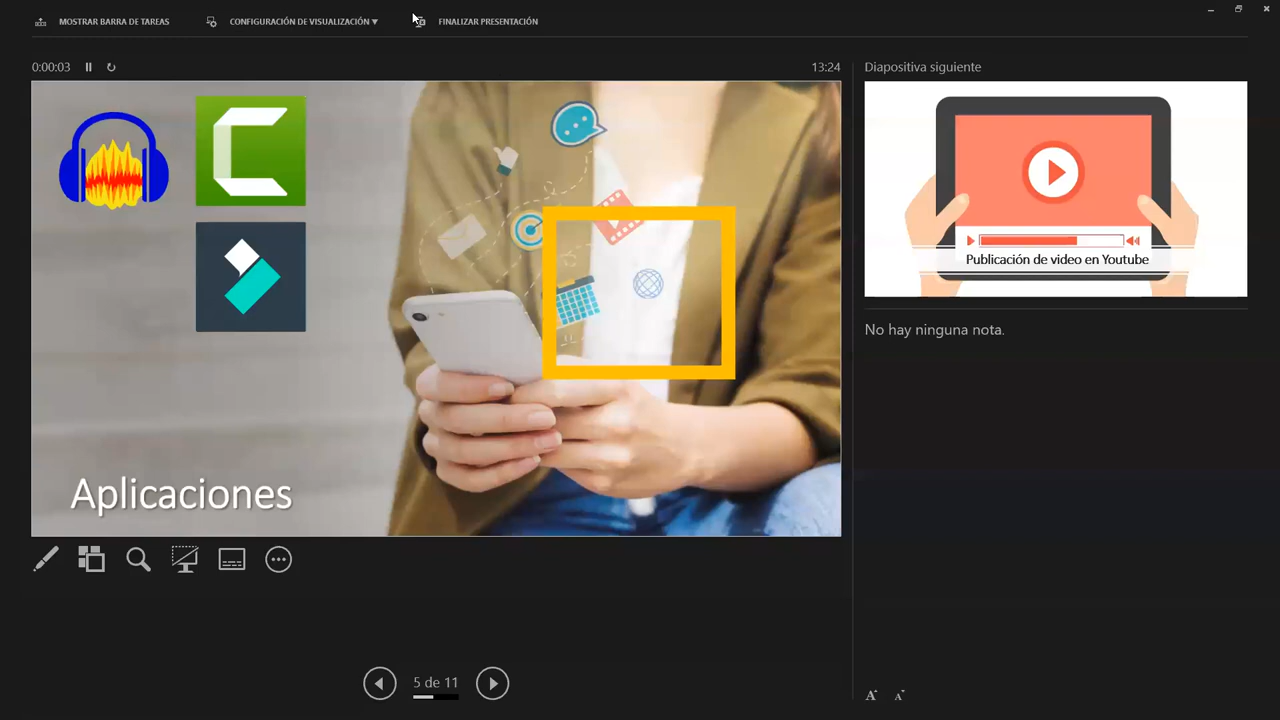 MOSTRAR BARRA DE TAREAS
CONFIGURACIÓN DE VISUALIZACIÓN ▼
FINALIZAR PRESENTACIÓN
0:00:03
13:24
Aplicaciones
5 de 11
Diapositiva siguiente
Publicación de video en Youtube
No hay ninguna nota.
A
A